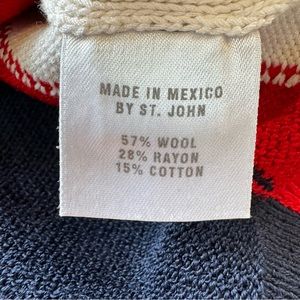 MADE IN MEXICO
BY ST. JOHN
57% WOOL
28% RAYON
15% COTTON